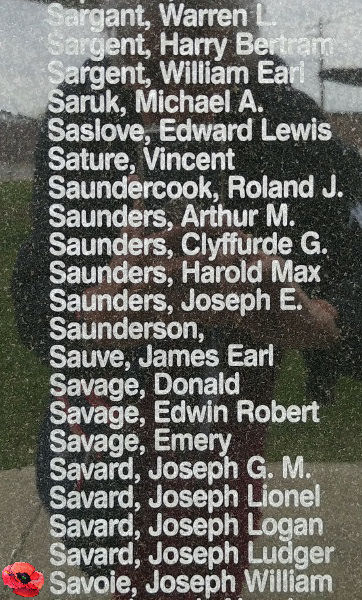 Sargant, Warren L.
Sargent, Harry Bertram
Sargent, William Earl
Saruk, Michael A.
Saslove, Edward Lewis
Sature, Vincent
Saundercook, Roland J.
Saunders, Arthur M.
Saunders, Clyffurde G.
Saunders, Harold Max
Saunders, Joseph E.
Saunderson,
Sauve, James Earl
Savage, Donald
Savage, Edwin Robert
Savage, Emery
Savard, Joseph G. M.
Savard, Joseph Lionel
Savard, Joseph Logan
Savard, Joseph Ludger
Savoie, Joseph William